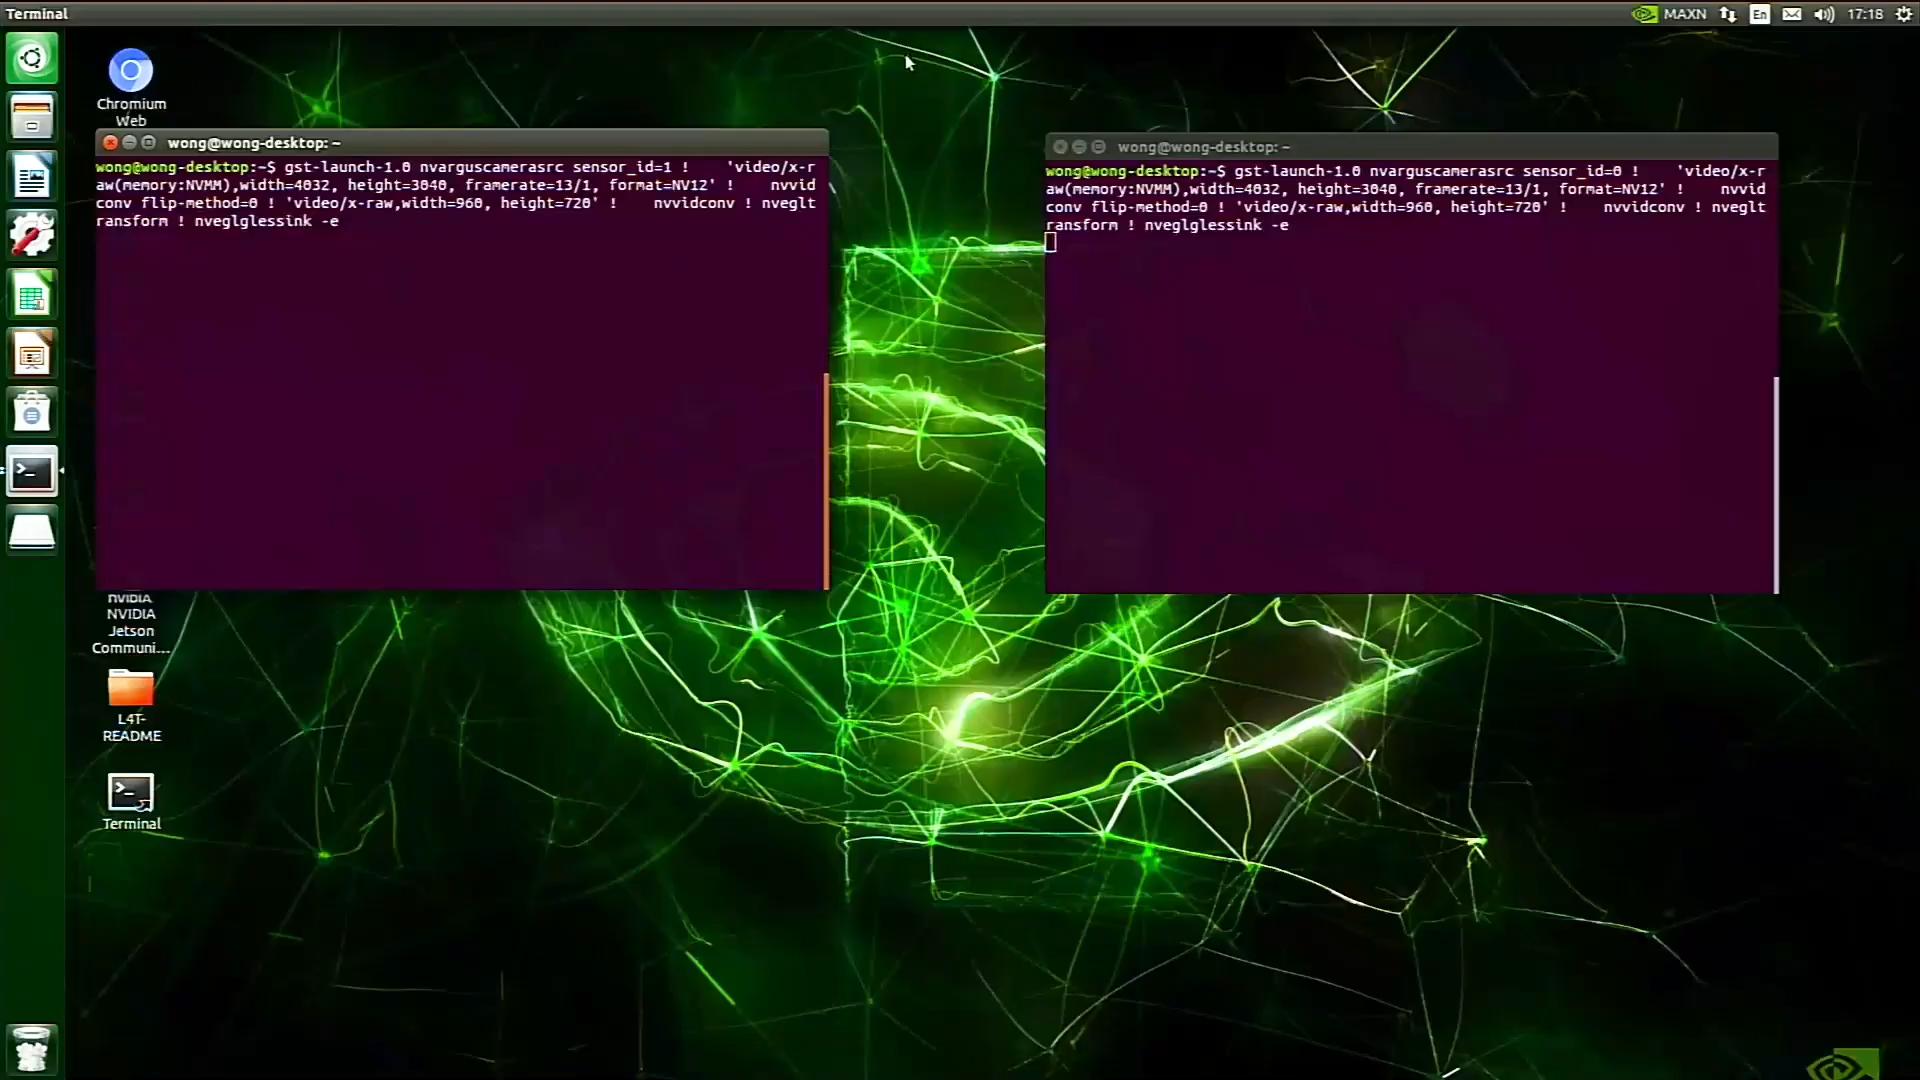 Terminal
MAXN
En
17:18
Chromium
Web
wong@wong-desktop: ~
wong@wong-desktop:~$ gst-launch-1.0 nvarguscamerasrc sensor_id=1 !    'video/x-r
aw(memory:NVMM),width=4032, height=3040, framerate=13/1, format=NV12' !    nvvid
conv flip-method=0 ! 'video/x-raw,width=960, height=720' !    nvvidconv ! nveglt
ransform ! nveglglessink -e
wong@wong-desktop: ~
wong@wong-desktop:~$ gst-launch-1.0 nvarguscamerasrc sensor_id=0 !    'video/x-r
aw(memory:NVMM),width=4032, height=3040, framerate=13/1, format=NV12' !    nvvid
conv flip-method=0 ! 'video/x-raw,width=960, height=720' !    nvvidconv ! nveglt
ransform ! nveglglessink -e
NVIDIA
NVIDIA
Jetson
Communi...
L4T-
README
Terminal